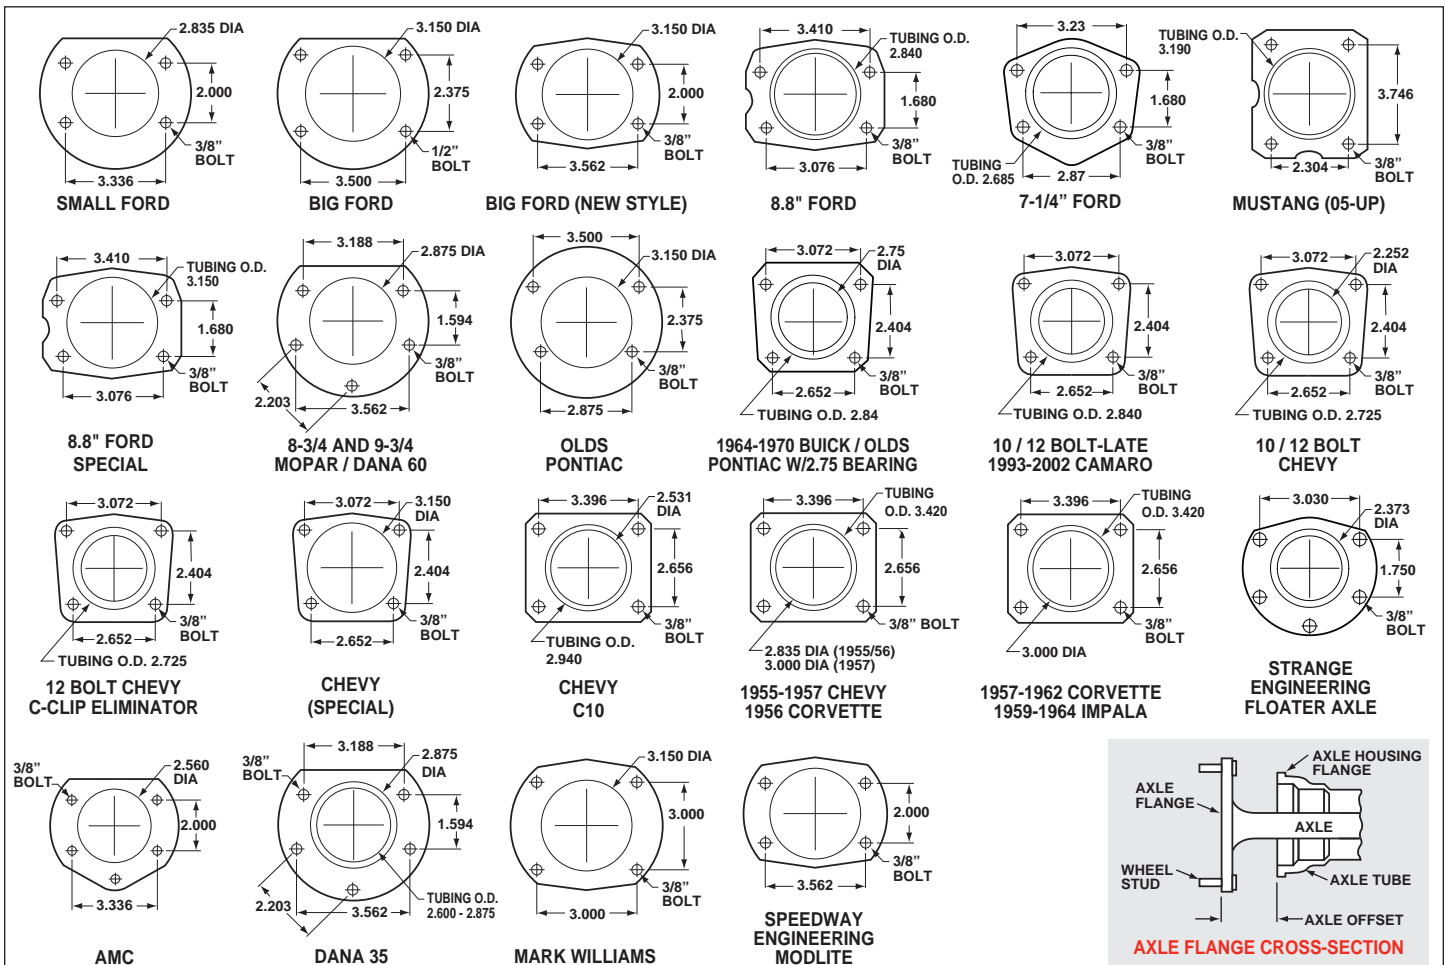 2.835 DIA
2.000
3/8”
BOLT
3.336
SMALL FORD
3.150 DIA
2.375
1/2”
BOLT
3.500
BIG FORD
3.150 DIA
2.000
3/8”
BOLT
3.562
BIG FORD (NEW STYLE)
3.410
TUBING O.D.
2.840
1.680
3/8”
BOLT
3.076
8.8" FORD
3.23
1.680
3/8”
BOLT
TUBING
O.D. 2.685
2.87
7-1/4” FORD
TUBING O.D.
3.190
3.746
2.304
3/8”
BOLT
MUSTANG (05-UP)
3.410
TUBING O.D.
3.150
1.680
3/8”
BOLT
3.076
8.8" FORD
SPECIAL
3.188
2.875 DIA
1.594
3/8”
BOLT
2.203
3.562
8-3/4 AND 9-3/4
MOPAR / DANA 60
3.500
3.150 DIA
2.375
3/8”
BOLT
2.875
OLDS
PONTIAC
3.072
2.75
DIA
2.404
3/8”
BOLT
2.652
TUBING O.D. 2.84
1964-1970 BUICK / OLDS
PONTIAC W/2.75 BEARING
3.072
2.404
3/8”
BOLT
2.652
TUBING O.D. 2.840
10 / 12 BOLT-LATE
1993-2002 CAMARO
3.072
2.252
DIA
2.404
3/8”
BOLT
2.652
TUBING O.D. 2.725
10 / 12 BOLT
CHEVY
3.072
2.404
3/8”
BOLT
2.652
TUBING O.D. 2.725
12 BOLT CHEVY
C-CLIP ELIMINATOR
3.072
3.150
DIA
2.404
3/8”
BOLT
2.652
CHEVY
(SPECIAL)
3.396
2.531
DIA
2.656
3/8”
BOLT
TUBING O.D.
2.940
CHEVY
C10
3.396
TUBING
O.D. 3.420
2.656
3/8” BOLT
2.835 DIA (1955/56)
3.000 DIA (1957)
1955-1957 CHEVY
1956 CORVETTE
3.396
TUBING
O.D. 3.420
2.656
3/8”
BOLT
3.000 DIA
1957-1962 CORVETTE
1959-1964 IMPALA
3.030
2.373
DIA
1.750
3/8”
BOLT
STRANGE
ENGINEERING
FLOATER AXLE
3/8”
BOLT
2.560
DIA
2.000
3.336
AMC
3/8”
BOLT
3.188
2.875
DIA
1.594
2.203
3.562
TUBING O.D.
2.600 - 2.875
DANA 35
3.150 DIA
3.000
3/8”
BOLT
3.000
MARK WILLIAMS
2.000
3/8”
BOLT
3.562
SPEEDWAY
ENGINEERING
MODLITE
AXLE HOUSING
FLANGE
AXLE
FLANGE
AXLE
WHEEL
STUD
AXLE TUBE
AXLE OFFSET
AXLE FLANGE CROSS-SECTION